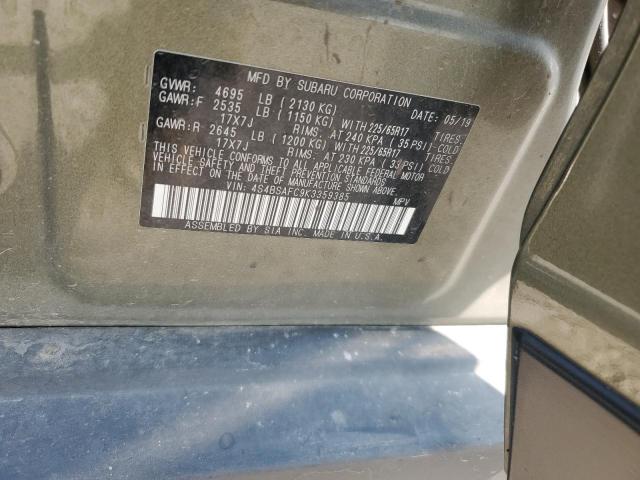 MFD BY SUBARU CORPORATION
GVWR: 4695 LB (2130 KG) DATE: 05/19
GAWR:F 2535 LB (1150 KG) WITH 225/65R17 TIRES.
17X7J RIMS. AT 240 KPA (35 PSI) COLD
GAWR:R 2645 LB (1200 KG) WITH 225/65R17 TIRES.
17X7J RIMS. AT 230 KPA (33 PSI) COLD
THIS VEHICLE CONFORMS TO ALL APPLICABLE FEDERAL MOTOR
VEHICLE SAFETY AND THEFT PREVENTION STANDARDS
IN EFFECT ON THE DATE OF MANUFACTURE SHOWN ABOVE.
VIN: 4S4BSAFC9K3359385 MPV
ASSEMBLED BY SIA INC. MADE IN U.S.A.